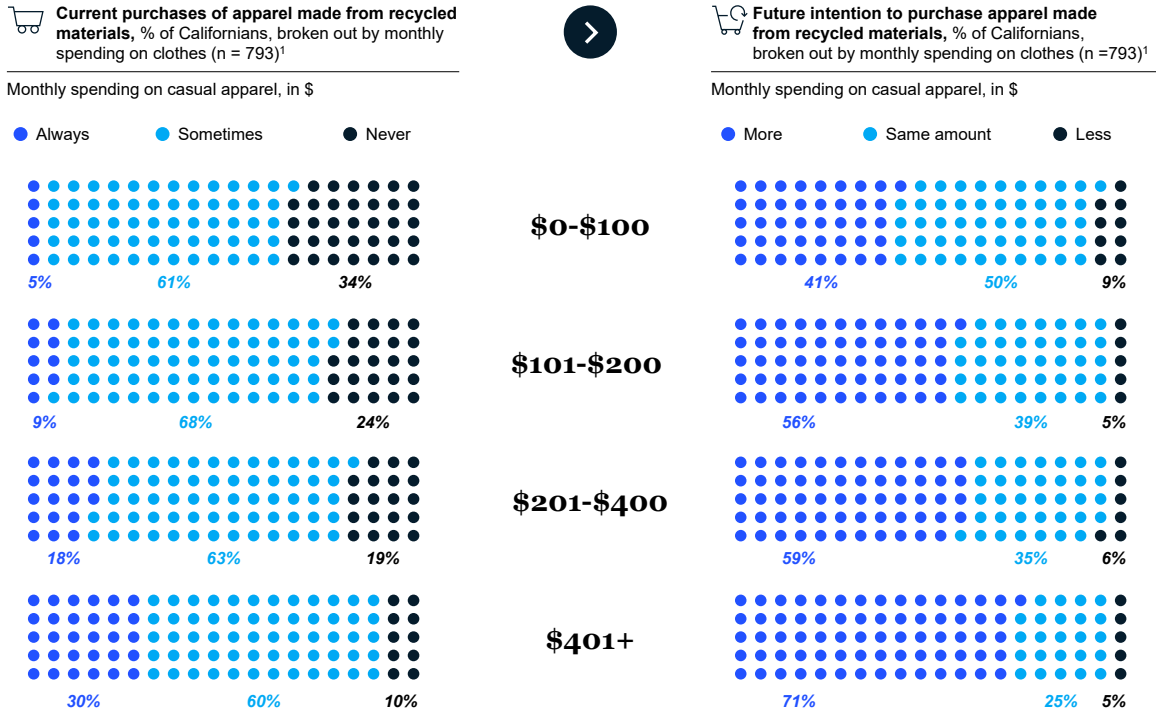 Current purchases of apparel made from recycled
materials, % of Californians, broken out by monthly
spending on clothes (n = 793)¹
Monthly spending on casual apparel, in $
Always
Sometimes
Never
Future intention to purchase apparel made
from recycled materials, % of Californians,
broken out by monthly spending on clothes (n =793)¹
Monthly spending on casual apparel, in $
More
Same amount
Less
$0-$100
5%
61%
34%
41%
50%
9%
$101-$200
9%
68%
24%
56%
39%
5%
$201-$400
18%
63%
19%
59%
35%
6%
$401+
30%
60%
10%
71%
25%
5%